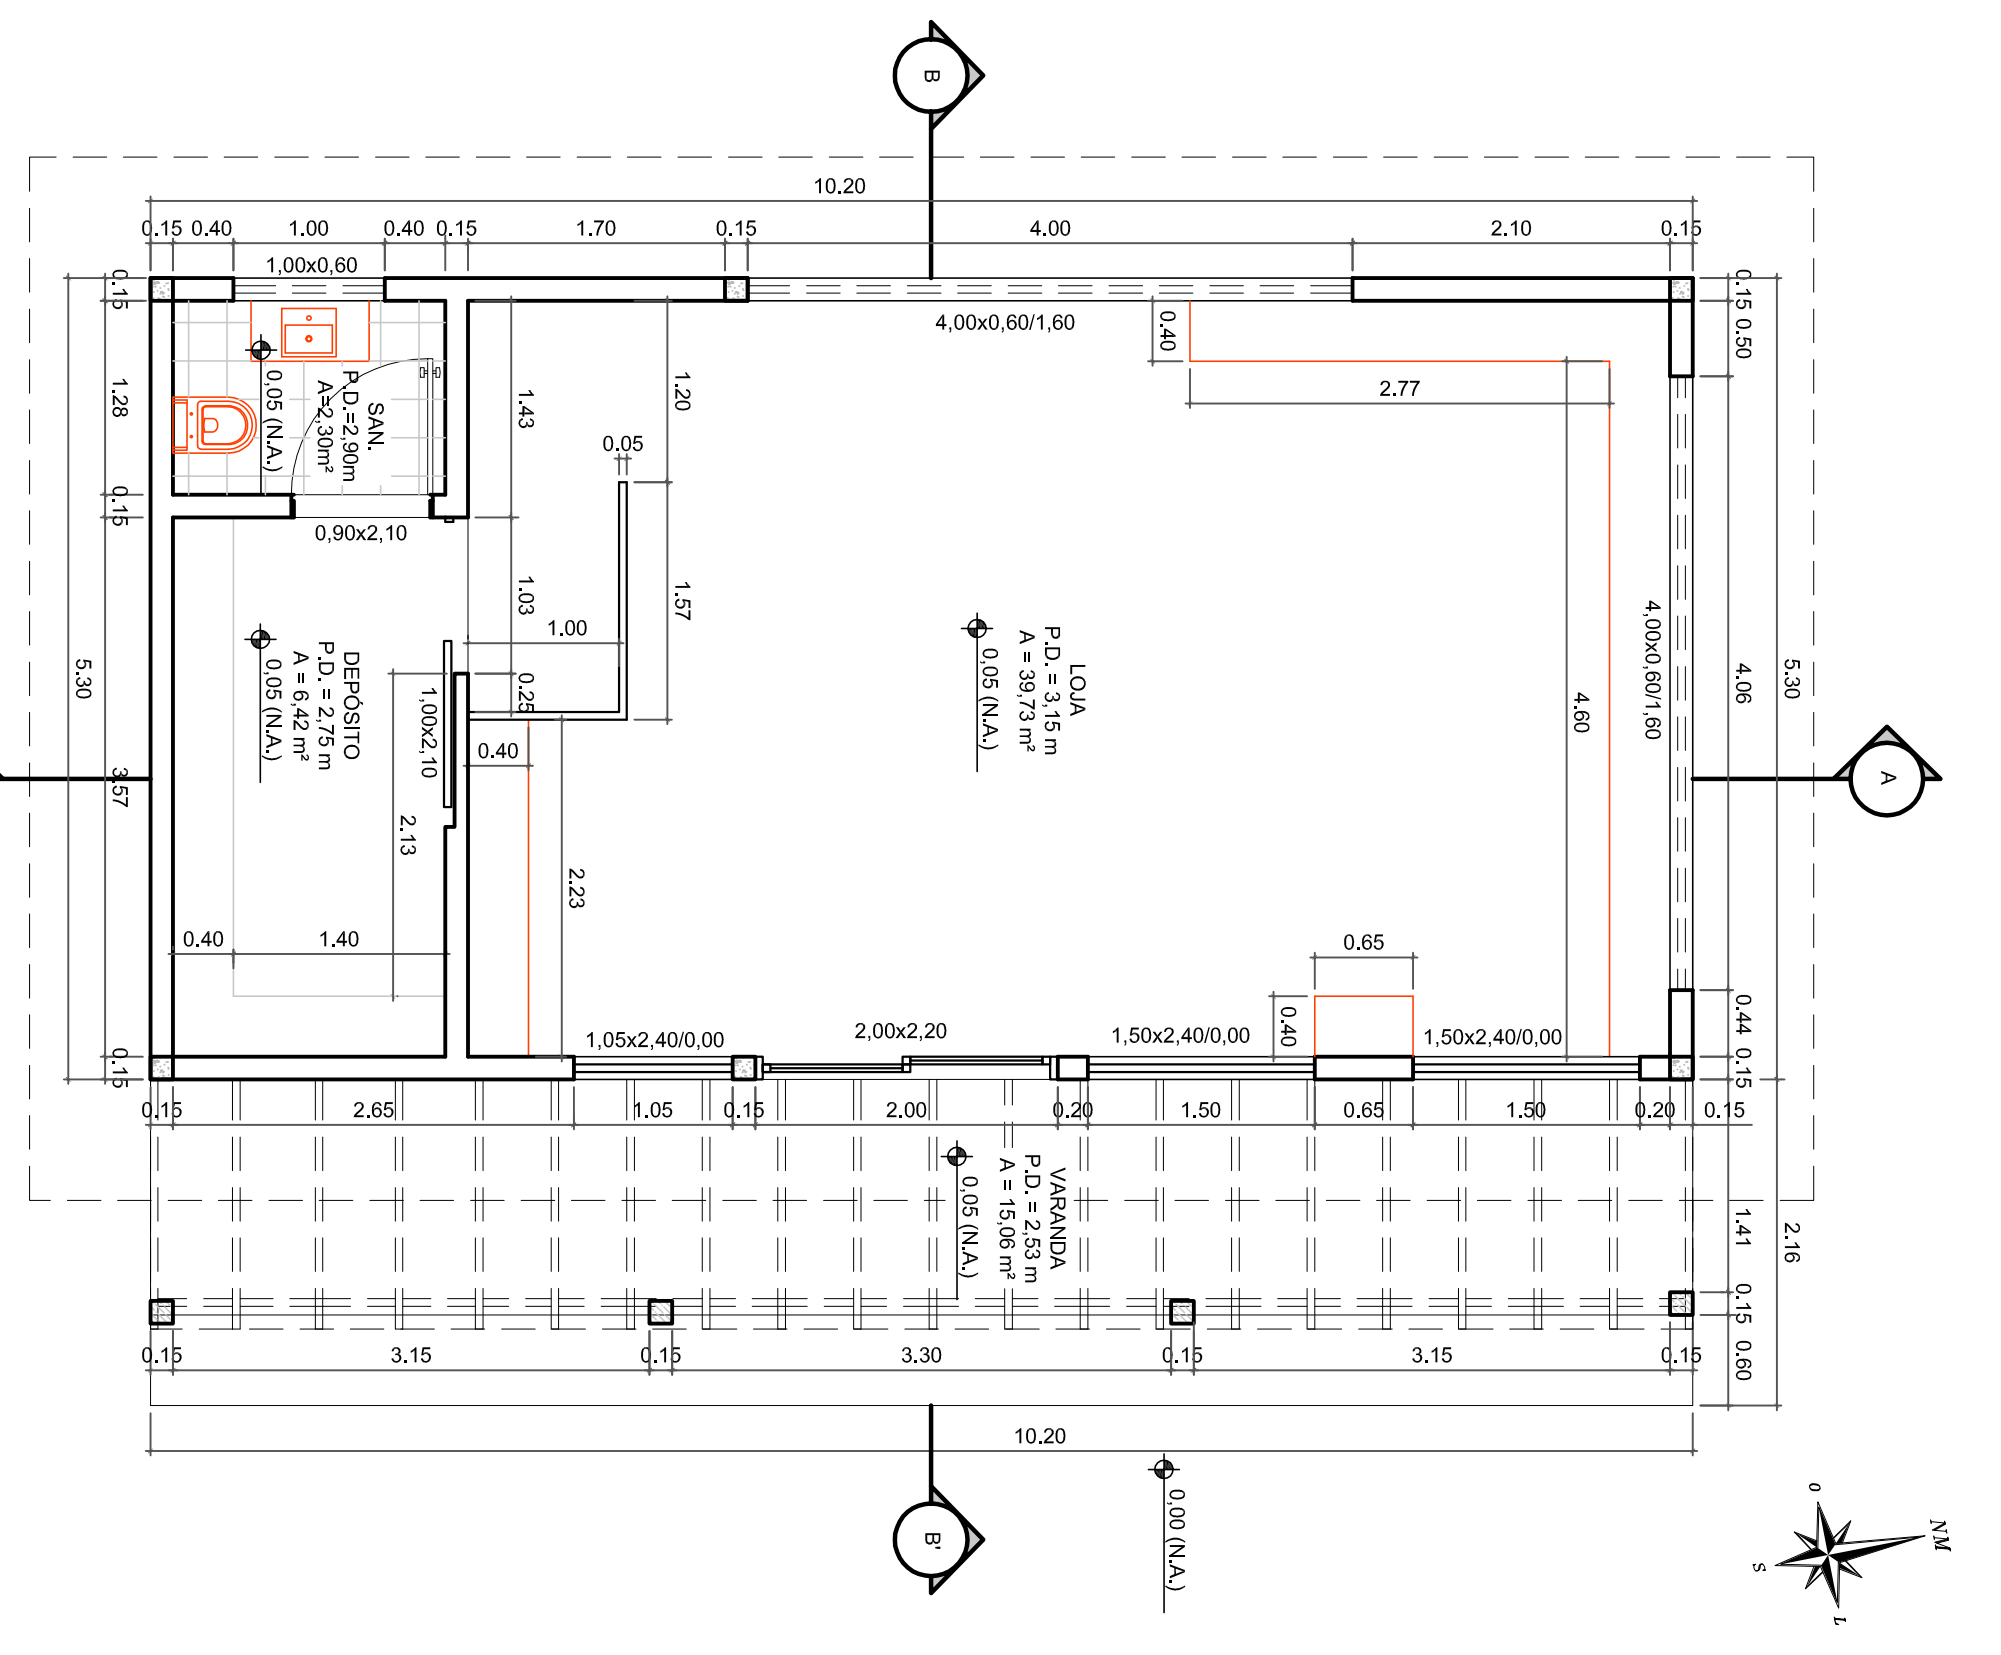 B
10.20
0.15 0.40 1.00 0.40 0.15 1.70 0.15 4.00 2.10 0.15
1,00x0,60
4,00x0,60/1,60
0.15
1.28
0.15
3.57
0.15
5.30
SAN.
P.D.=2,90m
A=2,30m²
0,05 (N.A.)
0,90x2,10
1.43
1.03
0.25
1.20
1.57
0.05
1.00
0.40
2.23
DEPÓSITO
P.D. = 2,75 m
A = 6,42 m²
0,05 (N.A.)
1,00x2,10
2.13
0.40 1.40
LOJA
P.D. = 3,15 m
A = 39,73 m²
0,05 (N.A.)
0.40
2.77
4.60
0.65
0.40
4,00x0,60/1,60
0.15
0.50
4.06
0.44
0.15
5.30
A
1,05x2,40/0,00
2,00x2,20
1,50x2,40/0,00
1,50x2,40/0,00
0.15 2.65 1.05 0.15 2.00 0.20 1.50 0.65 1.50 0.20 0.15
VARANDA
P.D. = 2,53 m
A = 15,06 m²
0,05 (N.A.)
1.41
0.15
0.60
2.16
0.15 3.15 0.15 3.30 0.15 3.15 0.15
10.20
B'
0,00 (N.A.)
NM
O
S
L